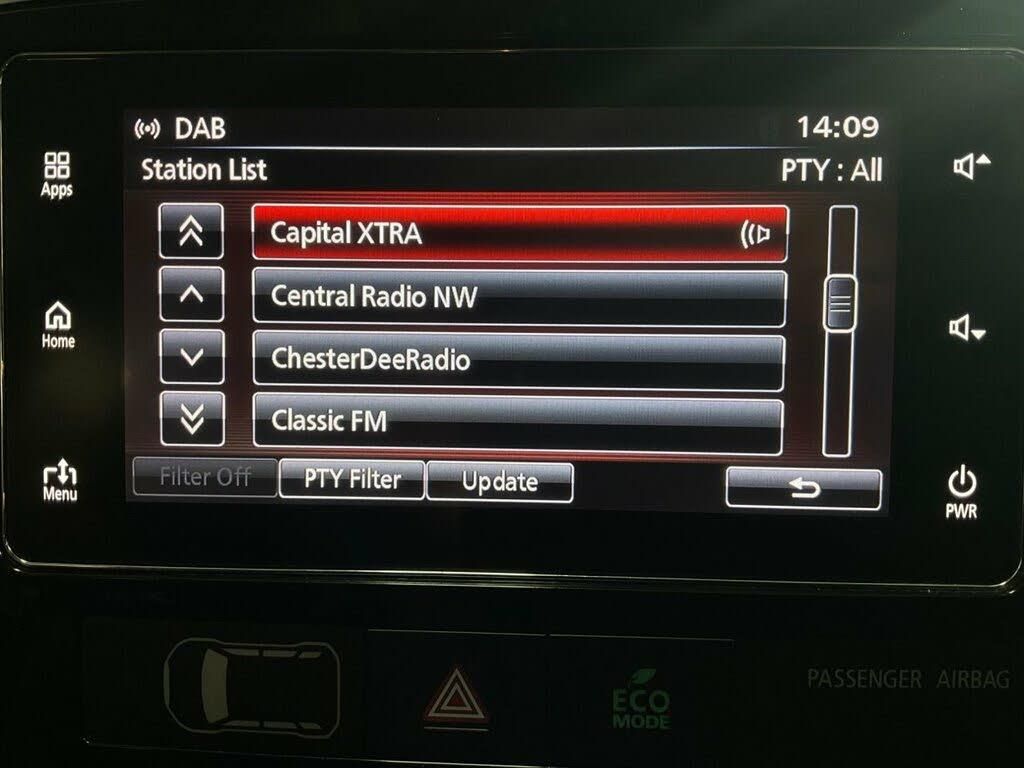 DAB 14:09
Station List PTY : All
Apps
Capital XTRA
Central Radio NW
Home
ChesterDeeRadio
Classic FM
Filter Off PTY Filter Update
Menu
PWR
ECO
MODE
PASSENGER AIRBAG